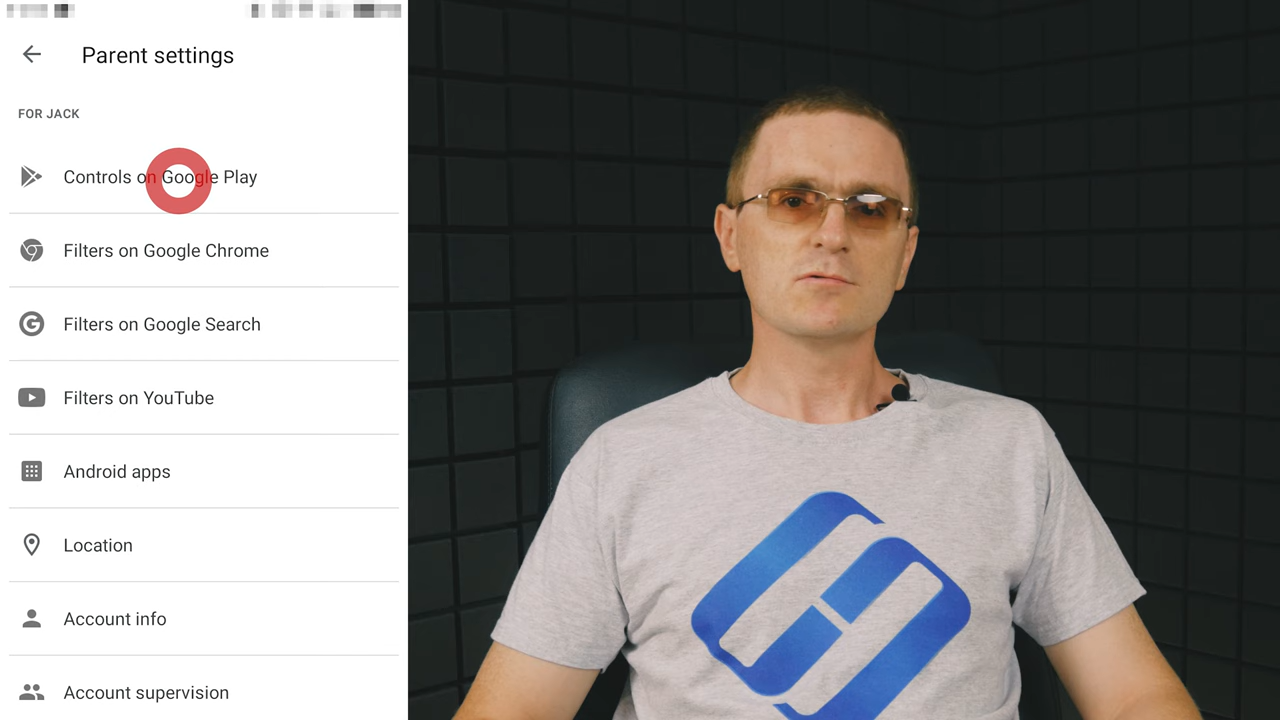 Parent settings
FOR JACK
Controls on Google Play
Filters on Google Chrome
Filters on Google Search
Filters on YouTube
Android apps
Location
Account info
Account supervision